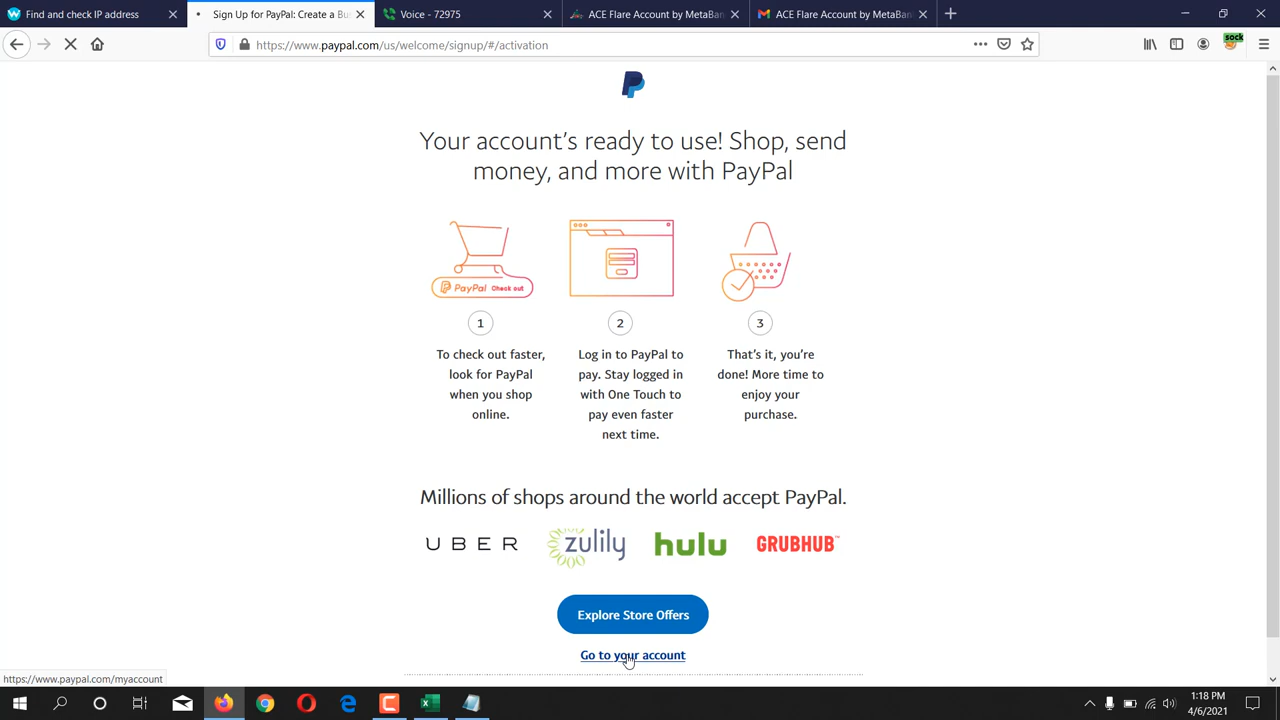 Find and check IP address
Sign Up for PayPal: Create a Bus
Voice - 72975
ACE Flare Account by MetaBan
ACE Flare Account by MetaBan
https://www.paypal.com/us/welcome/signup/#/activation
sock
Your account's ready to use! Shop, send
money, and more with PayPal
PayPal Check out
1
2
3
To check out faster,
look for PayPal
when you shop
online.
Log in to PayPal to
pay. Stay logged in
with One Touch to
pay even faster
next time.
That's it, you're
done! More time to
enjoy your
purchase.
Millions of shops around the world accept PayPal.
UBER
zulily
hulu
GRUBHUB™
Explore Store Offers
Go to your account
https://www.paypal.com/myaccount
1:18 PM
4/6/2021